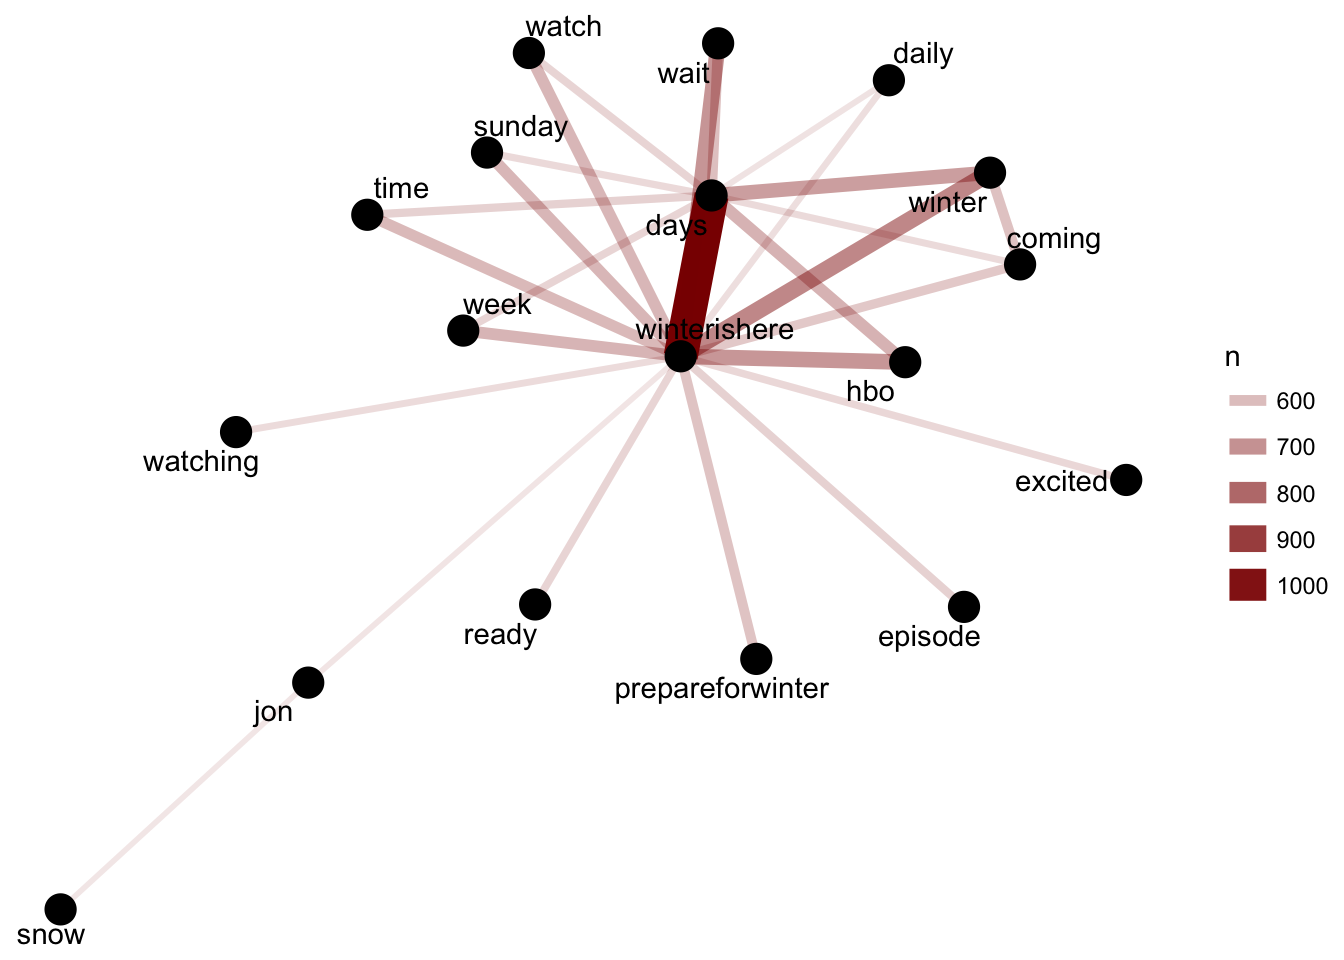 watch
wait
daily
sunday
time
winter
days
coming
week
winterishere
hbo
watching
excited
ready
episode
prepareforwinter
jon
snow
n
600
700
800
900
1000